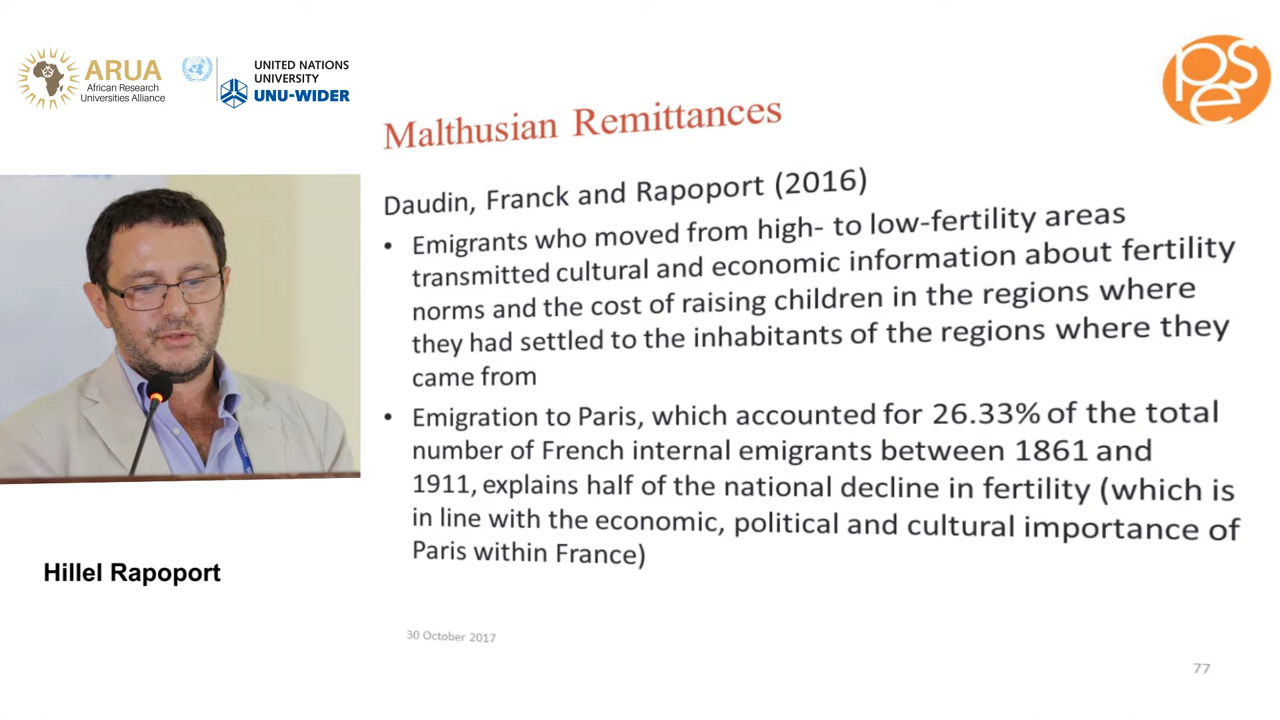 ARUA
African Research
Universities Alliance
UNITED NATIONS
UNIVERSITY
UNU-WIDER
pse
Malthusian Remittances
Daudin, Franck and Rapoport (2016)
• Emigrants who moved from high- to low-fertility areas
transmitted cultural and economic information about fertility
norms and the cost of raising children in the regions where
they had settled to the inhabitants of the regions where they
came from
• Emigration to Paris, which accounted for 26.33% of the total
number of French internal emigrants between 1861 and
1911, explains half of the national decline in fertility (which is
in line with the economic, political and cultural importance of
Paris within France)
Hillel Rapoport
30 October 2017
77